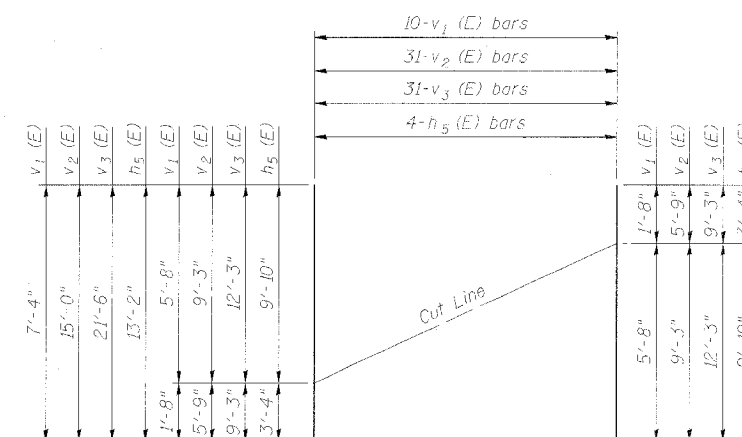 10-v1 (E) bars
31-v2 (E) bars
31-v3 (E) bars
4-h5 (E) bars
v1 (E)
v2 (E)
v3 (E)
h5 (E)
v1 (E)
v2 (E)
v3 (E)
h5 (E)
v1 (E)
v2 (E)
v3 (E)
7'-4"
15'-0"
21'-6"
13'-2"
5'-8"
9'-3"
12'-3"
9'-10"
1'-8"
5'-9"
9'-3"
3'-4"
Cut Line
1'-8"
5'-9"
9'-3"
5'-8"
9'-3"
12'-3"